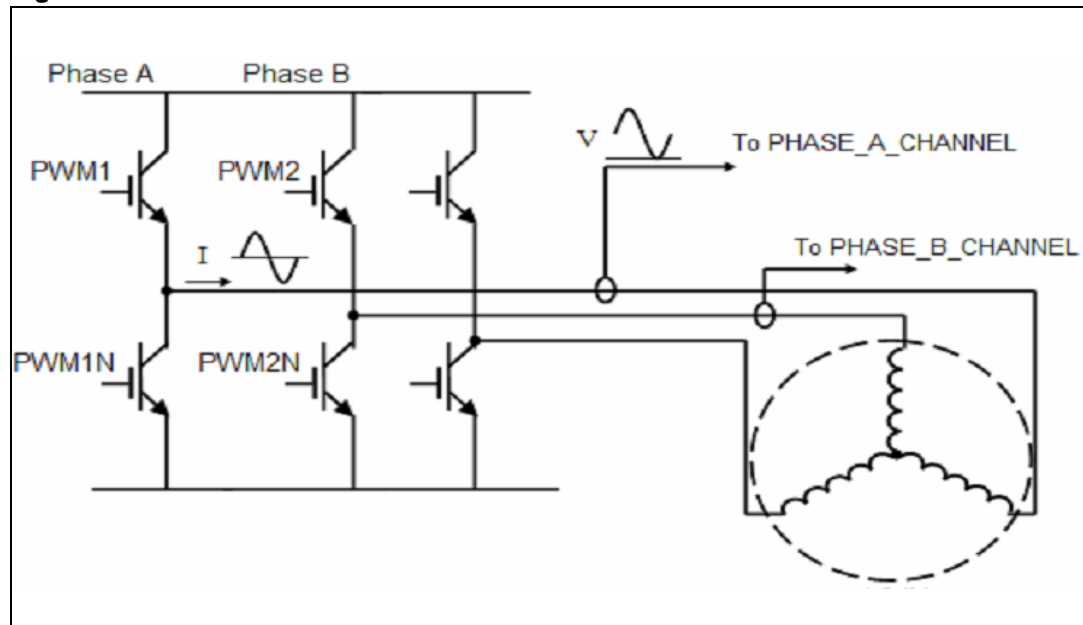 Phase A
Phase B
V
To PHASE_A_CHANNEL
PWM1
PWM2
I
To PHASE_B_CHANNEL
PWM1N
PWM2N